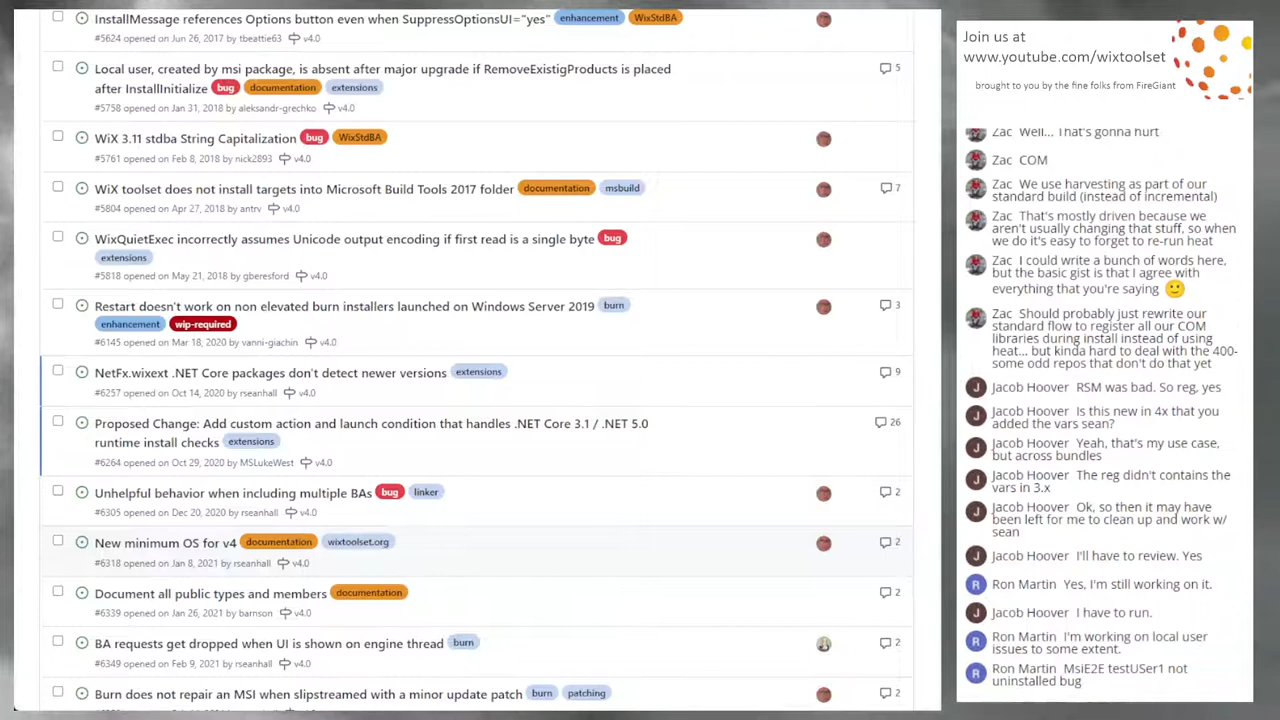 InstallMessage references Options button even when SuppressOptionsUI="yes" enhancement WixStdBA
#5624 opened on Jun 26, 2017 by tbeattie63 v4.0
Local user, created by msi package, is absent after major upgrade if RemoveExistigProducts is placed 5
after InstallInitialize bug documentation extensions
#5758 opened on Jan 31, 2018 by aleksandr-grechko v4.0
WiX 3.11 stdba String Capitalization bug WixStdBA
#5761 opened on Feb 8, 2018 by nick2893 v4.0
WiX toolset does not install targets into Microsoft Build Tools 2017 folder documentation msbuild 7
#5804 opened on Apr 27, 2018 by antrv v4.0
WixQuietExec incorrectly assumes Unicode output encoding if first read is a single byte bug
extensions
#5818 opened on May 21, 2018 by gberesford v4.0
Restart doesn't work on non elevated burn installers launched on Windows Server 2019 burn 3
enhancement wip-required
#6145 opened on Mar 18, 2020 by vanni-giachin v4.0
NetFx.wixext .NET Core packages don't detect newer versions extensions 9
#6257 opened on Oct 14, 2020 by rseanhall v4.0
Proposed Change: Add custom action and launch condition that handles .NET Core 3.1 / .NET 5.0 26
runtime install checks extensions
#6264 opened on Oct 29, 2020 by MSLukeWest v4.0
Unhelpful behavior when including multiple BAs bug linker 2
#6305 opened on Dec 20, 2020 by rseanhall v4.0
New minimum OS for v4 documentation wixtoolset.org 2
#6318 opened on Jan 8, 2021 by rseanhall v4.0
Document all public types and members documentation 2
#6339 opened on Jan 26, 2021 by barnson v4.0
BA requests get dropped when UI is shown on engine thread burn 2
#6349 opened on Feb 9, 2021 by rseanhall v4.0
Burn does not repair an MSI when slipstreamed with a minor update patch burn patching 2
Join us at
www.youtube.com/wixtoolset
brought to you by the fine folks from FireGiant
Zac Well... That's gonna hurt
Zac COM
Zac We use harvesting as part of our
standard build (instead of incremental)
Zac That's mostly driven because we
aren't usually changing that stuff, so when
we do it's easy to forget to re-run heat
Zac I could write a bunch of words here,
but the basic gist is that I agree with
everything that you're saying 🙂
Zac Should probably just rewrite our
standard flow to register all our COM
libraries during install instead of using
heat... but kinda hard to deal with the 400-
some odd repos that don't do that yet
Jacob Hoover RSM was bad. So reg, yes
Jacob Hoover Is this new in 4x that you
added the vars sean?
Jacob Hoover Yeah, that's my use case,
but across bundles
Jacob Hoover The reg didn't contains the
vars in 3.x
Jacob Hoover Ok, so then it may have
been left for me to clean up and work w/
sean
Jacob Hoover I'll have to review. Yes
Ron Martin Yes, I'm still working on it.
Jacob Hoover I have to run.
Ron Martin I'm working on local user
issues to some extent.
Ron Martin MsiE2E testUSer1 not
uninstalled bug